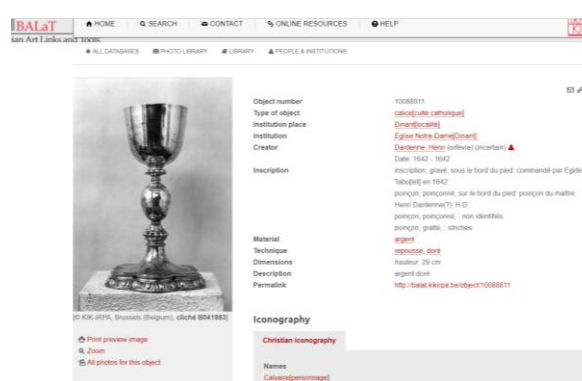 BALaT
HOME SEARCH CONTACT ONLINE RESOURCES HELP
ian Art Links and Tools
ALL DATABASES PHOTO LIBRARY LIBRARY PEOPLE & INSTITUTIONS
Object number 10088811
Type of object calice[culte catholique]
Institution place Dinant[localité]
Institution Eglise Notre-Dame[Dinant]
Creator Dardenne, Henri (orfèvre) (incertain)
Date: 1642 - 1642
Inscription inscription, gravé, sous le bord du pied: commandé par Egide
Tabo[let] en 1642
poinçon, poinçonné, sur le bord du pied: poinçon du maître
Henri Dardenne(?): H.D.
poinçon, poinçonné, : non identifiés
poinçon, gratté, : striches
Material argent
Technique repoussé, doré
Dimensions hauteur: 29 cm
Description argent doré
Permalink http://balat.kikirpa.be/object/10088811
[© KIK-IRPA, Brussels (Belgium), cliché B041883]
Print preview image
Zoom
All photos for this object
Iconography
Christian Iconography
Names
Calvaire[personnage]